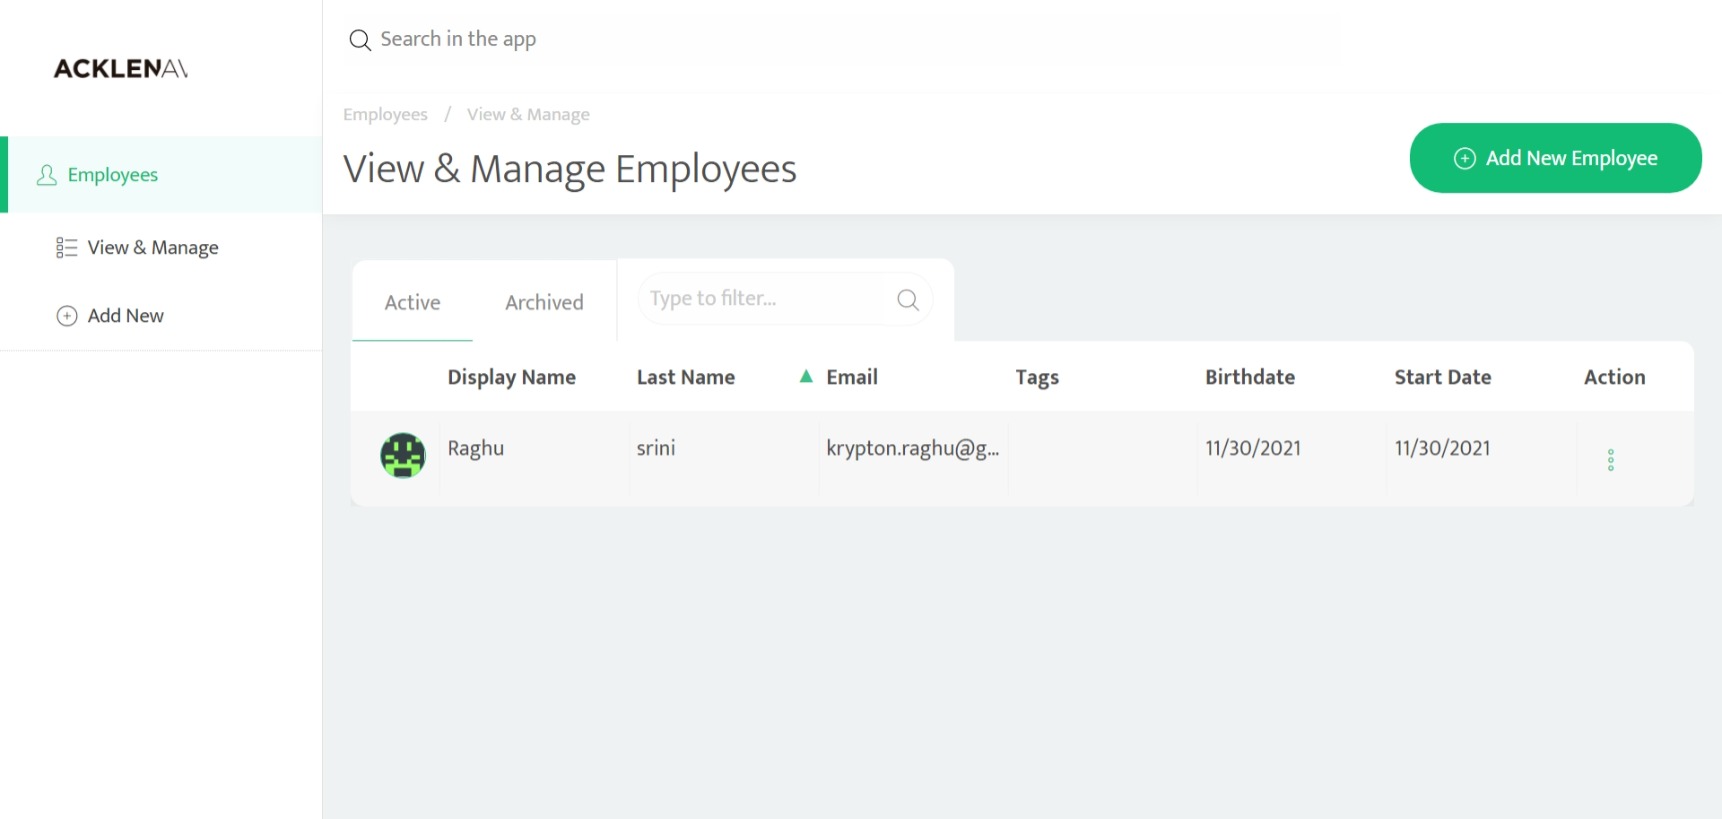 Search in the app
ACKLENAV
Employees / View & Manage
View & Manage Employees
Add New Employee
Employees
View & Manage
Add New
Active Archived Type to filter...
Display Name Last Name Email Tags Birthdate Start Date Action
Raghu srini krypton.raghu@g... 11/30/2021 11/30/2021